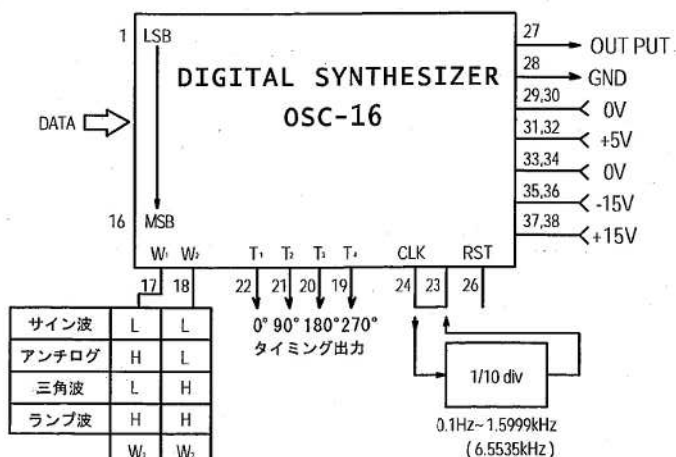 1 LSB
DIGITAL SYNTHESIZER
OSC-16
DATA
16 MSB
W₁ W₂ T₁ T₂ T₃ T₄ CLK RST
17 18 22 21 20 19 24 23 26
27 OUT PUT
28 GND
29,30 0V
31,32 +5V
33,34 0V
35,36 -15V
37,38 +15V
0° 90° 180° 270°
タイミング出力
サイン波 L L
アンチログ H L
三角波 L H
ランプ波 H H
W₁ W₂
1/10 div
0.1Hz~1.5999kHz
(6.5535kHz)